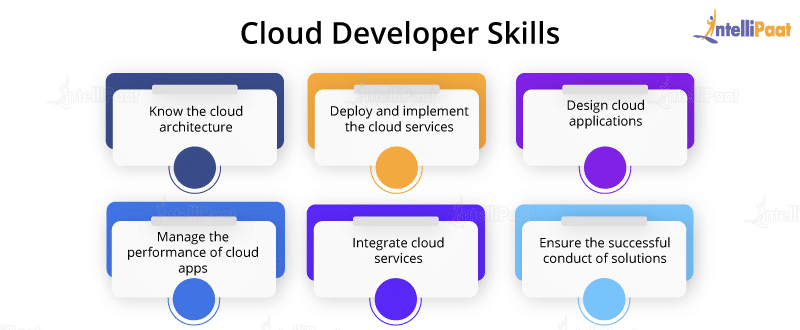 Cloud Developer Skills
intelliPaat
Know the cloud
architecture
Deploy and implement
the cloud services
Design cloud
applications
Manage the
performance of cloud
apps
Integrate cloud
services
Ensure the successful
conduct of solutions